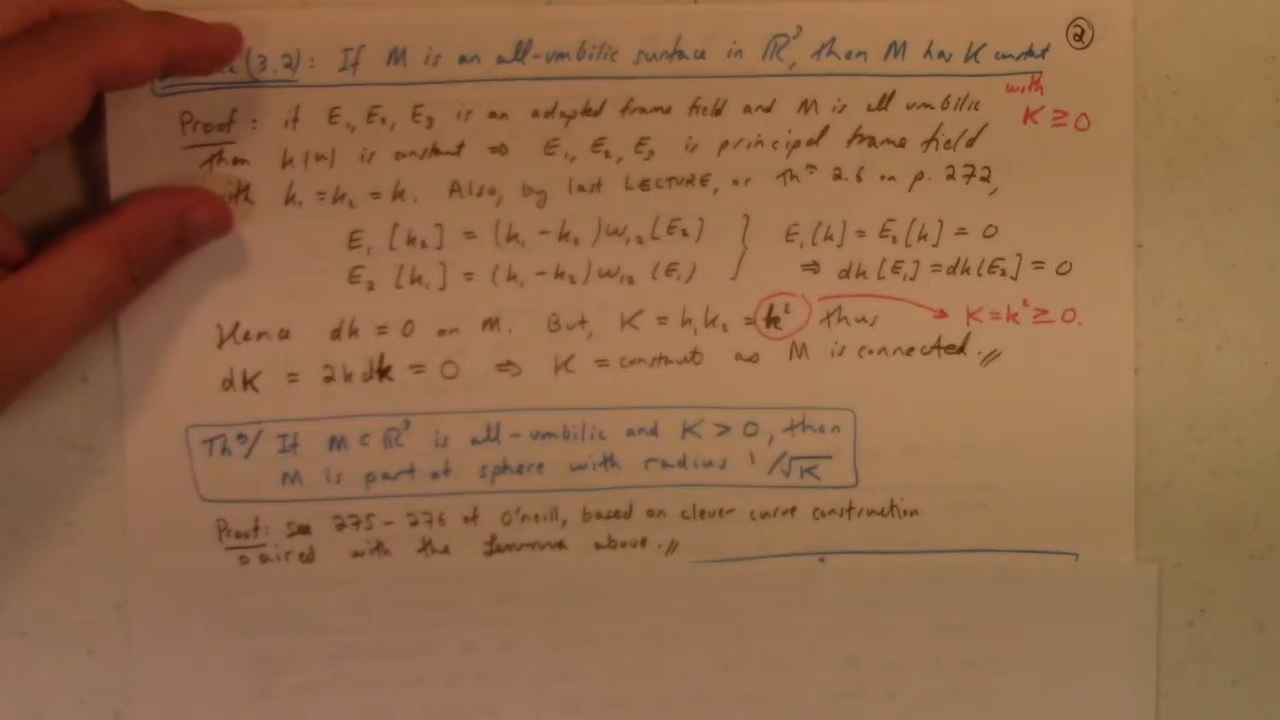 ②
(3.2): If M is an all-umbilic surface in ℝ³, then M has K constant
with
K ≥ 0
Proof: if E₁, E₂, E₃ is an adapted frame field and M is all umbilic
then k(u) is constant ⇒ E₁, E₂, E₃ is principal frame field
with k₁ = k₂ = k. Also, by last LECTURE, or Thᵐ 2.6 on p. 272,
E₁[k₂] = (k₁ - k₂)ω₁₂[E₂] } E₁[k] = E₂[k] = 0
E₂[k₁] = (k₁ - k₂)ω₁₂(E₁) ⇒ dk[E₁] = dk(E₂) = 0
Hence dk = 0 on M. But, K = k₁k₂ = k² thus → K = k² ≥ 0.
dK = 2kdk = 0 ⇒ K = constant as M is connected.//
Thᵐ/ If M ⊂ ℝ³ is all-umbilic and K > 0, then
M is part of sphere with radius 1/√K
Proof: see 275-276 of O'neill, based on clever curve construction
paired with the Lemma above.//